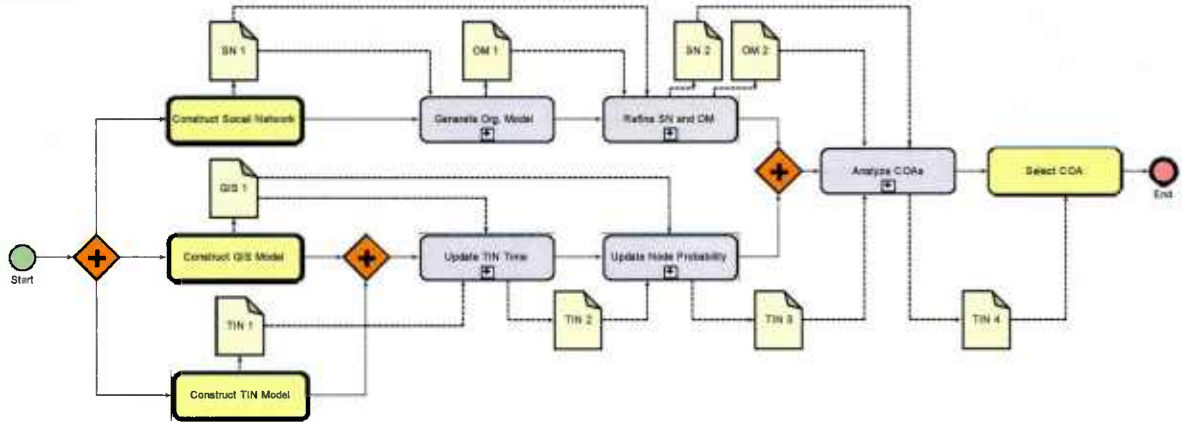 SN 1
OM 1
SN 2
OM 2
Construct Socail Network
Generate Org. Model
Refine SN and OM
GIS 1
Analyze COAs
Select COA
End
Start
Construct GIS Model
Update TIN Time
Update Node Probability
TIN 1
TIN 2
TIN 3
TIN 4
Construct TIN Model